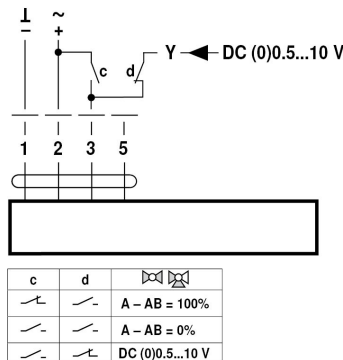 ⊥ ~
− +
c d Y DC (0)0.5...10 V
1 2 3 5
c d
A – AB = 100%
A – AB = 0%
DC (0)0.5...10 V